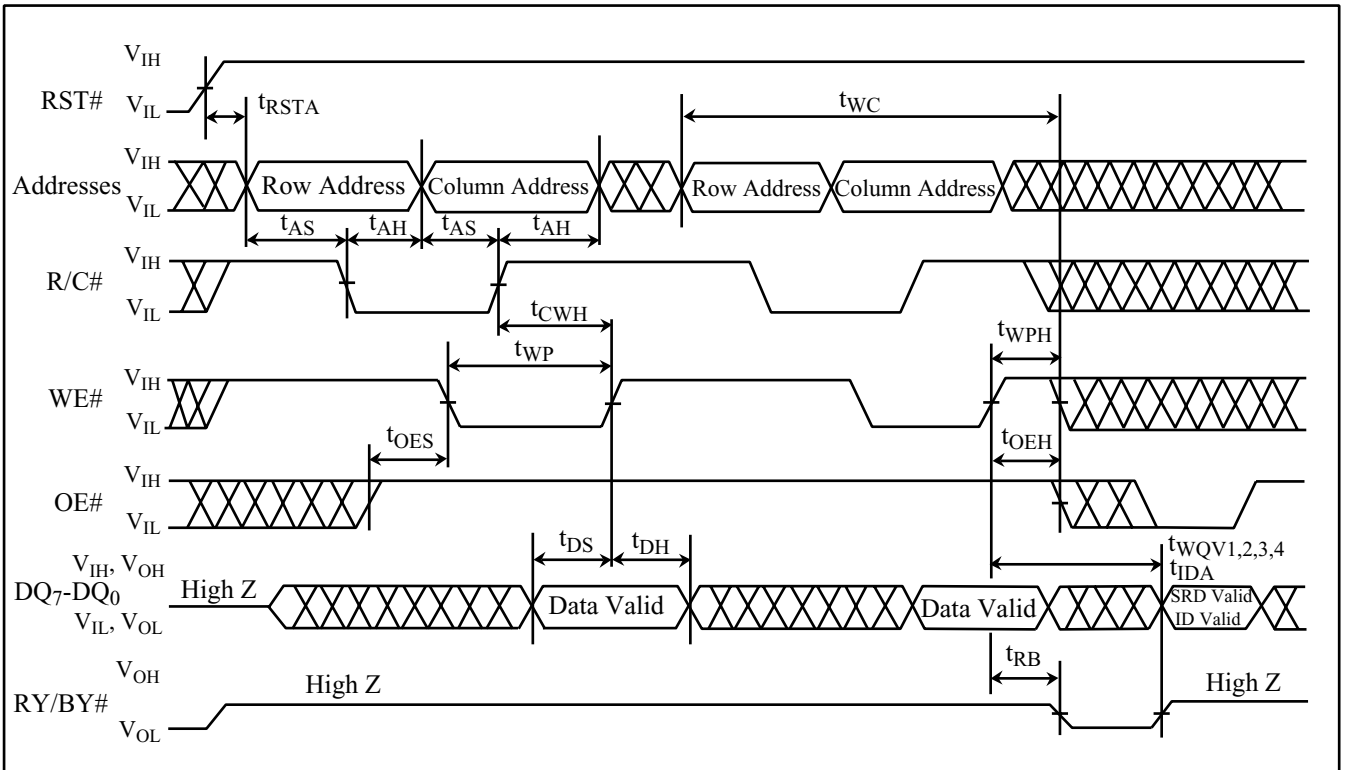 V_IH
RST#
V_IL
t_RSTA
t_WC
V_IH
Addresses
V_IL
Row Address
Column Address
Row Address
Column Address
t_AS
t_AH
t_AS
t_AH
V_IH
R/C#
V_IL
t_CWH
t_WPH
t_WP
V_IH
WE#
V_IL
t_OES
t_OEH
V_IH
OE#
V_IL
t_DS
t_DH
t_WQV1,2,3,4
t_IDA
V_IH, V_OH
DQ_7-DQ_0
V_IL, V_OL
High Z
Data Valid
Data Valid
SRD Valid
ID Valid
t_RB
V_OH
RY/BY#
V_OL
High Z
High Z